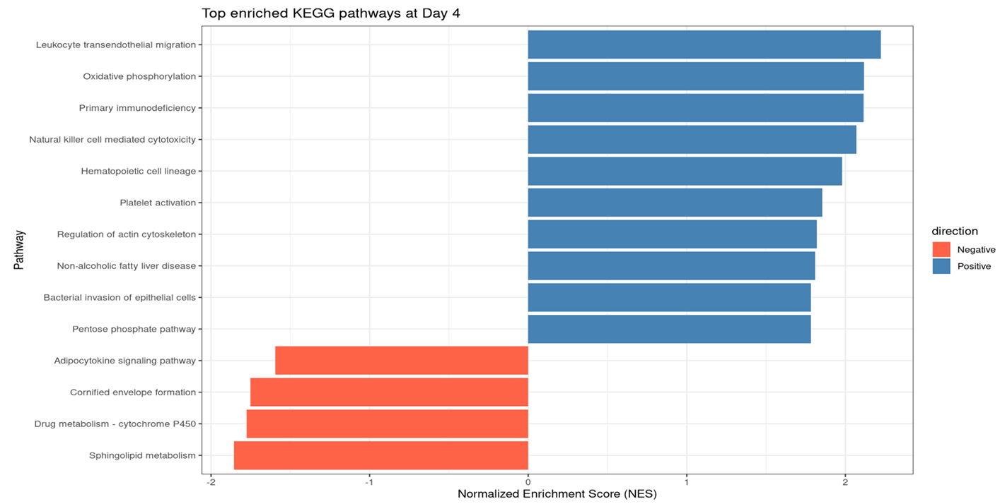 Top enriched KEGG pathways at Day 4
Pathway
Leukocyte transendothelial migration
Oxidative phosphorylation
Primary immunodeficiency
Natural killer cell mediated cytotoxicity
Hematopoietic cell lineage
Platelet activation
Regulation of actin cytoskeleton
Non-alcoholic fatty liver disease
Bacterial invasion of epithelial cells
Pentose phosphate pathway
Adipocytokine signaling pathway
Cornified envelope formation
Drug metabolism - cytochrome P450
Sphingolipid metabolism
-2 -1 0 1 2
Normalized Enrichment Score (NES)
direction
Negative
Positive